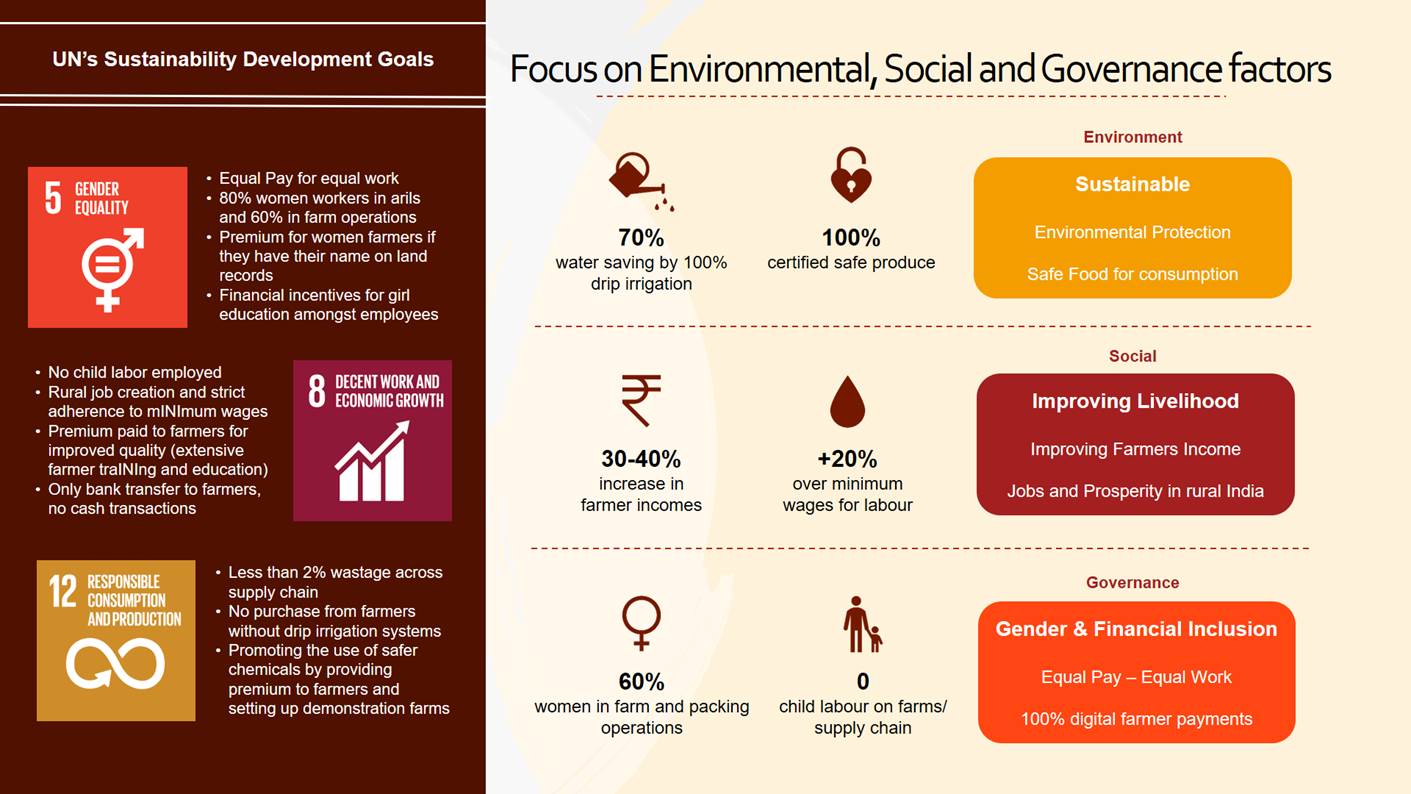 UN’s Sustainability Development Goals
5 GENDER
EQUALITY
• Equal Pay for equal work
• 80% women workers in arils
and 60% in farm operations
• Premium for women farmers if
they have their name on land
records
• Financial incentives for girl
education amongst employees
• No child labor employed
• Rural job creation and strict
adherence to mINImum wages
• Premium paid to farmers for
improved quality (extensive
farmer traINIng and education)
• Only bank transfer to farmers,
no cash transactions
8 DECENT WORK AND
ECONOMIC GROWTH
12 RESPONSIBLE
CONSUMPTION
AND PRODUCTION
• Less than 2% wastage across
supply chain
• No purchase from farmers
without drip irrigation systems
• Promoting the use of safer
chemicals by providing
premium to farmers and
setting up demonstration farms
Focus on Environmental, Social and Governance factors
70%
water saving by 100%
drip irrigation
100%
certified safe produce
Environment
Sustainable
Environmental Protection
Safe Food for consumption
30-40%
increase in
farmer incomes
+20%
over minimum
wages for labour
Social
Improving Livelihood
Improving Farmers Income
Jobs and Prosperity in rural India
60%
women in farm and packing
operations
0
child labour on farms/
supply chain
Governance
Gender & Financial Inclusion
Equal Pay – Equal Work
100% digital farmer payments